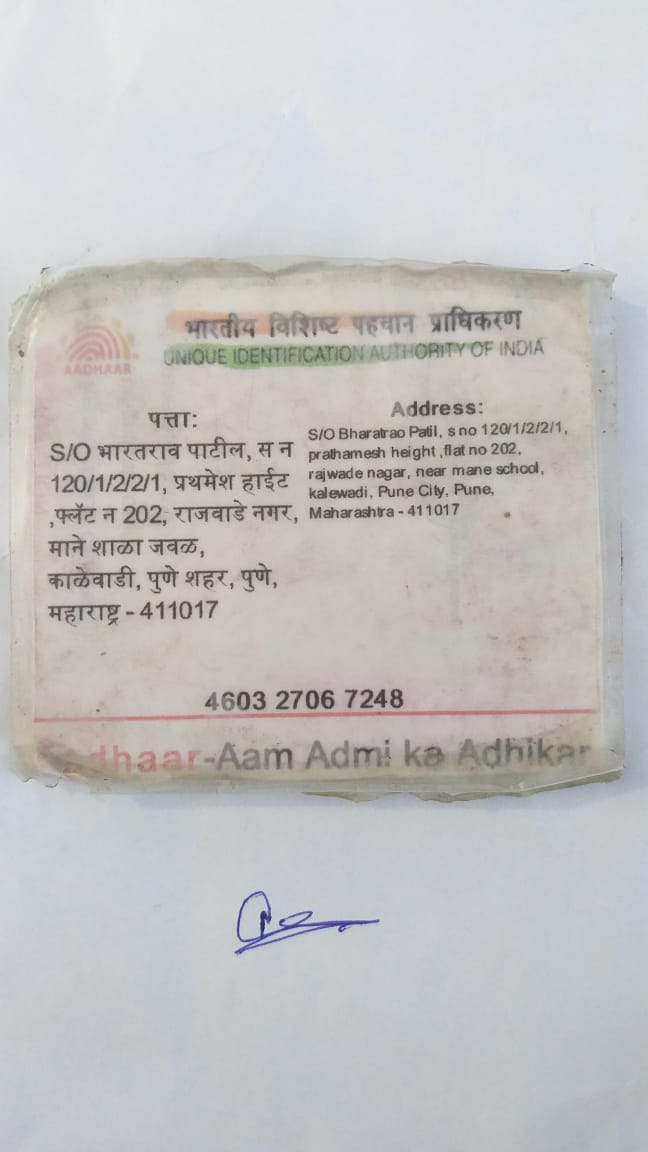 भारतीय विशिष्ट पहचान प्राधिकरण
UNIQUE IDENTIFICATION AUTHORITY OF INDIA
AADHAAR
पत्ता:
S/O भारतराव पाटील, स न
120/1/2/2/1, प्रथमेश हाईट
,फ्लॅट न 202, राजवाडे नगर,
माने शाळा जवळ,
काळेवाडी, पुणे शहर, पुणे,
महाराष्ट्र - 411017
Address:
S/O Bharatrao Patil, s no 120/1/2/2/1,
prathamesh height ,flat no 202,
rajwade nagar, near mane school,
kalewadi, Pune City, Pune,
Maharashtra - 411017
4603 2706 7248
Aadhaar-Aam Admi ka Adhikar